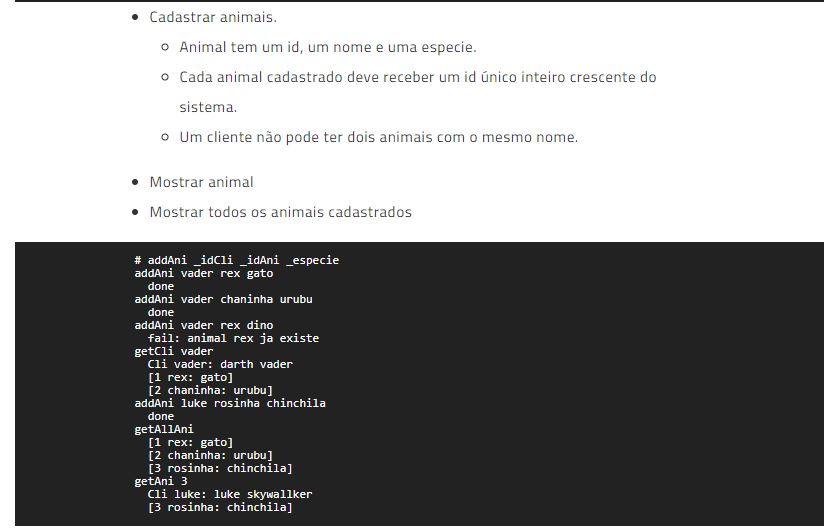 • Cadastrar animais.
○ Animal tem um id, um nome e uma especie.
○ Cada animal cadastrado deve receber um id único inteiro crescente do
sistema.
○ Um cliente não pode ter dois animais com o mesmo nome.
• Mostrar animal
• Mostrar todos os animais cadastrados
# addAni _idCli _idAni _especie
addAni vader rex gato
  done
addAni vader chaninha urubu
  done
addAni vader rex dino
  fail: animal rex ja existe
getCli vader
  Cli vader: darth vader
  [1 rex: gato]
  [2 chaninha: urubu]
addAni luke rosinha chinchila
  done
getAllAni
  [1 rex: gato]
  [2 chaninha: urubu]
  [3 rosinha: chinchila]
getAni 3
  Cli luke: luke skywallker
  [3 rosinha: chinchila]